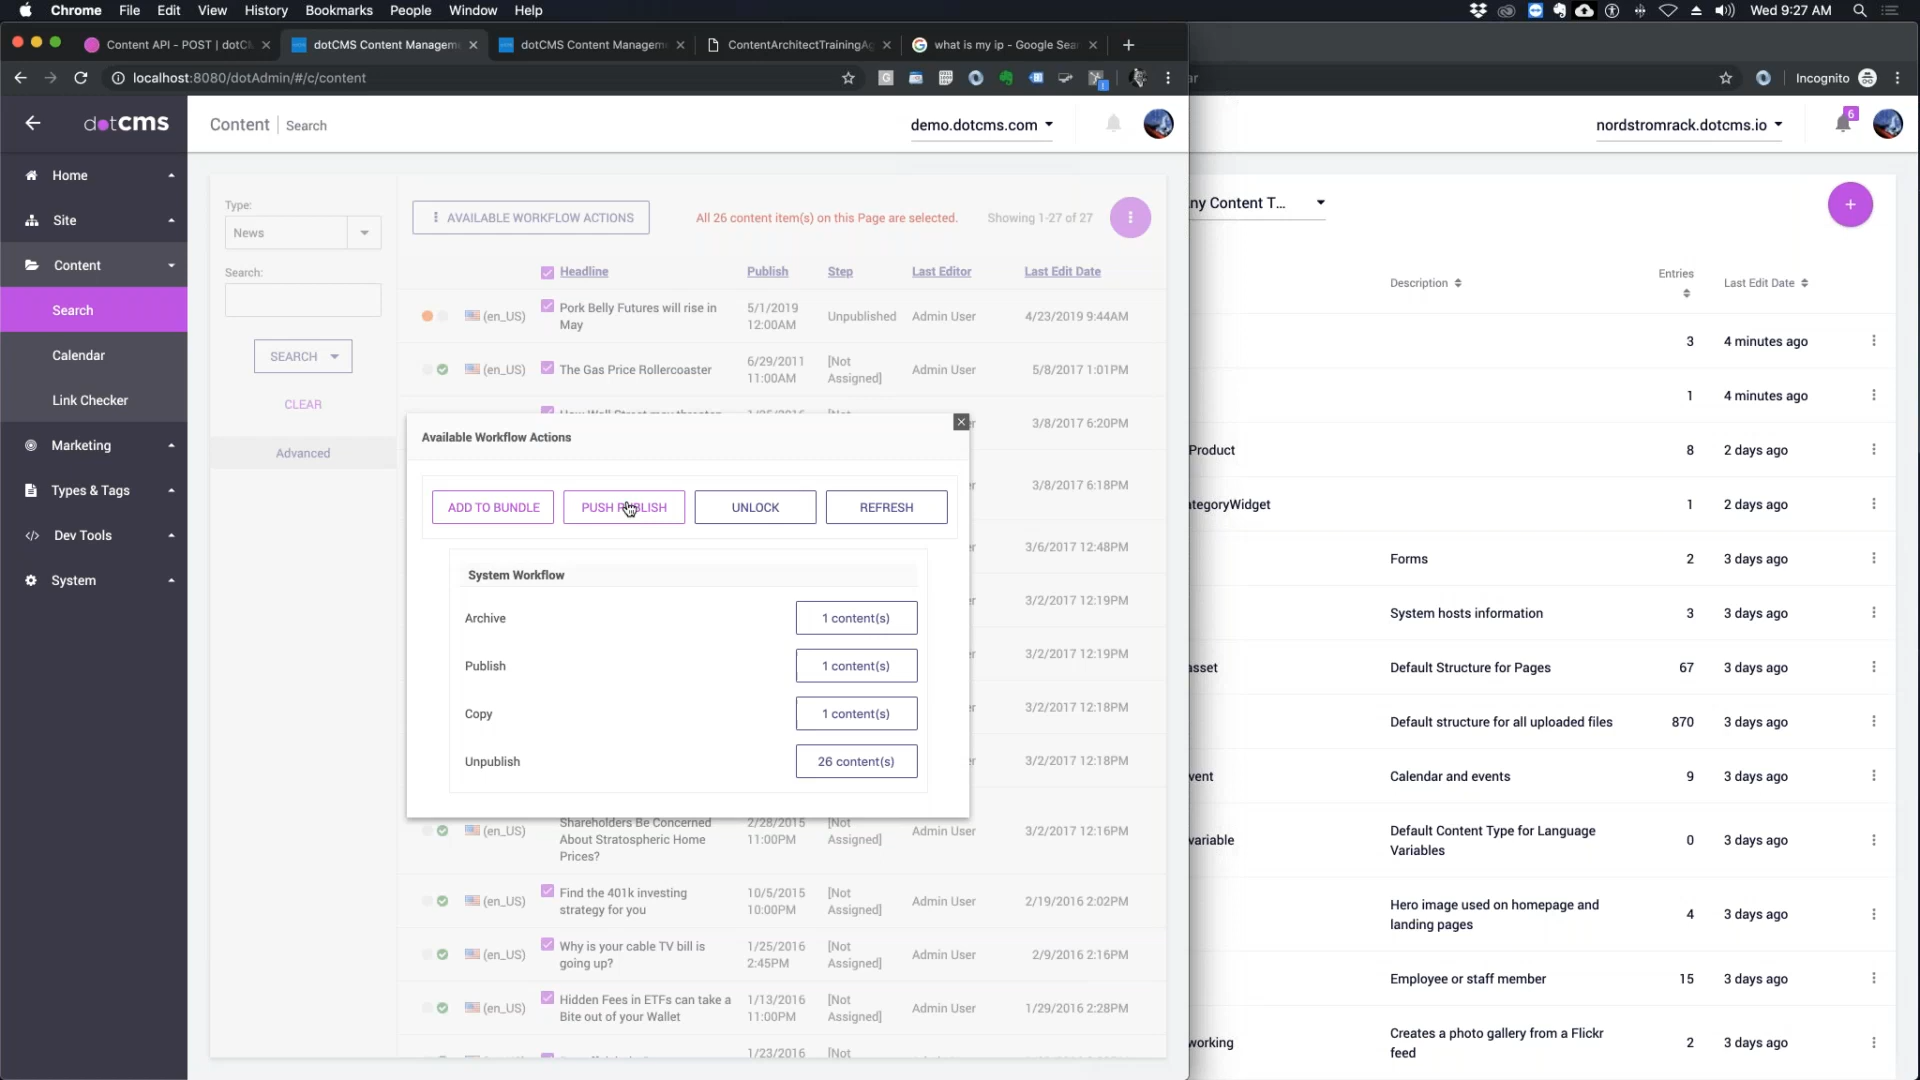 Chrome File Edit View History Bookmarks People Window Help
Wed 9:27 AM
Content API - POST | dotC
dotCMS Content Managem
dotCMS Content Managem
ContentArchitectTrainingAg
what is my ip - Google Sea
localhost:8080/dotAdmin/#/c/content
Incognito
dotCMS
Content | Search
demo.dotcms.com
nordstromrack.dotcms.io
6
Home
Site
Content
Search
Calendar
Link Checker
Marketing
Types & Tags
Dev Tools
System
Type:
News
Search:
SEARCH
CLEAR
Advanced
AVAILABLE WORKFLOW ACTIONS
All 26 content item(s) on this Page are selected.
Showing 1-27 of 27
Headline Publish Step Last Editor Last Edit Date
(en_US) Pork Belly Futures will rise in May 5/1/2019 12:00AM Unpublished Admin User 4/23/2019 9:44AM
(en_US) The Gas Price Rollercoaster 6/29/2011 11:00AM [Not Assigned] Admin User 5/8/2017 1:01PM
3/8/2017 6:20PM
3/8/2017 6:18PM
3/6/2017 12:48PM
3/2/2017 12:19PM
3/2/2017 12:19PM
3/2/2017 12:18PM
3/2/2017 12:18PM
Available Workflow Actions
ADD TO BUNDLE
PUSH PUBLISH
UNLOCK
REFRESH
System Workflow
Archive 1 content(s)
Publish 1 content(s)
Copy 1 content(s)
Unpublish 26 content(s)
(en_US) Shareholders Be Concerned About Stratospheric Home Prices? 2/28/2015 11:00PM [Not Assigned] Admin User 3/2/2017 12:16PM
(en_US) Find the 401k investing strategy for you 10/5/2015 10:00PM [Not Assigned] Admin User 2/19/2016 2:02PM
(en_US) Why is your cable TV bill is going up? 1/25/2016 2:45PM [Not Assigned] Admin User 2/9/2016 2:16PM
(en_US) Hidden Fees in ETFs can take a Bite out of your Wallet 1/13/2016 11:00PM [Not Assigned] Admin User 1/29/2016 2:28PM
1/23/2016 [Not
ny Content T...
Description Entries Last Edit Date
3 4 minutes ago
1 4 minutes ago
Product 8 2 days ago
tegoryWidget 1 2 days ago
Forms 2 3 days ago
System hosts information 3 3 days ago
asset Default Structure for Pages 67 3 days ago
Default structure for all uploaded files 870 3 days ago
vent Calendar and events 9 3 days ago
variable Default Content Type for Language Variables 0 3 days ago
Hero image used on homepage and landing pages 4 3 days ago
Employee or staff member 15 3 days ago
working Creates a photo gallery from a Flickr feed 2 3 days ago